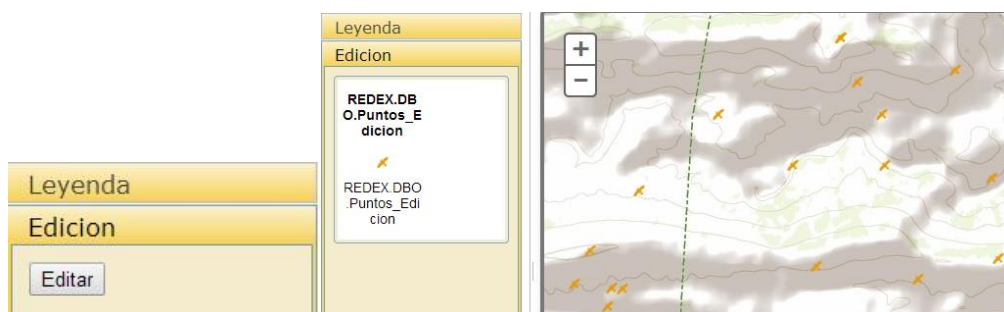 Leyenda
Edicion
Editar
Leyenda
Edicion
REDEX.DB
O.Puntos_E
dicion
REDEX.DBO
.Puntos_Edi
cion
+
−